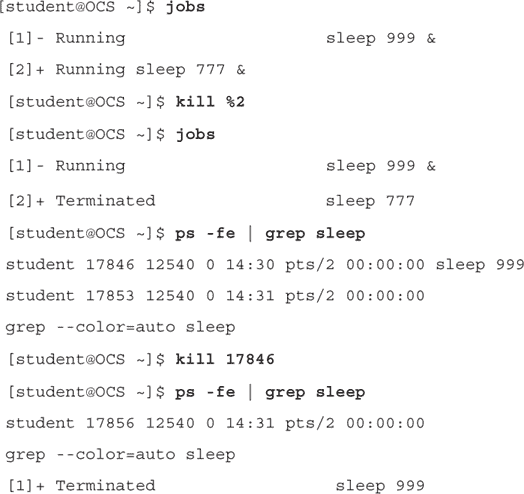 [student@OCS ~]$ jobs
[1]- Running sleep 999 &
[2]+ Running sleep 777 &
[student@OCS ~]$ kill %2
[student@OCS ~]$ jobs
[1]- Running sleep 999 &
[2]+ Terminated sleep 777
[student@OCS ~]$ ps -fe | grep sleep
student 17846 12540 0 14:30 pts/2 00:00:00 sleep 999
student 17853 12540 0 14:31 pts/2 00:00:00
grep --color=auto sleep
[student@OCS ~]$ kill 17846
[student@OCS ~]$ ps -fe | grep sleep
student 17856 12540 0 14:31 pts/2 00:00:00
grep --color=auto sleep
[1]+ Terminated sleep 999